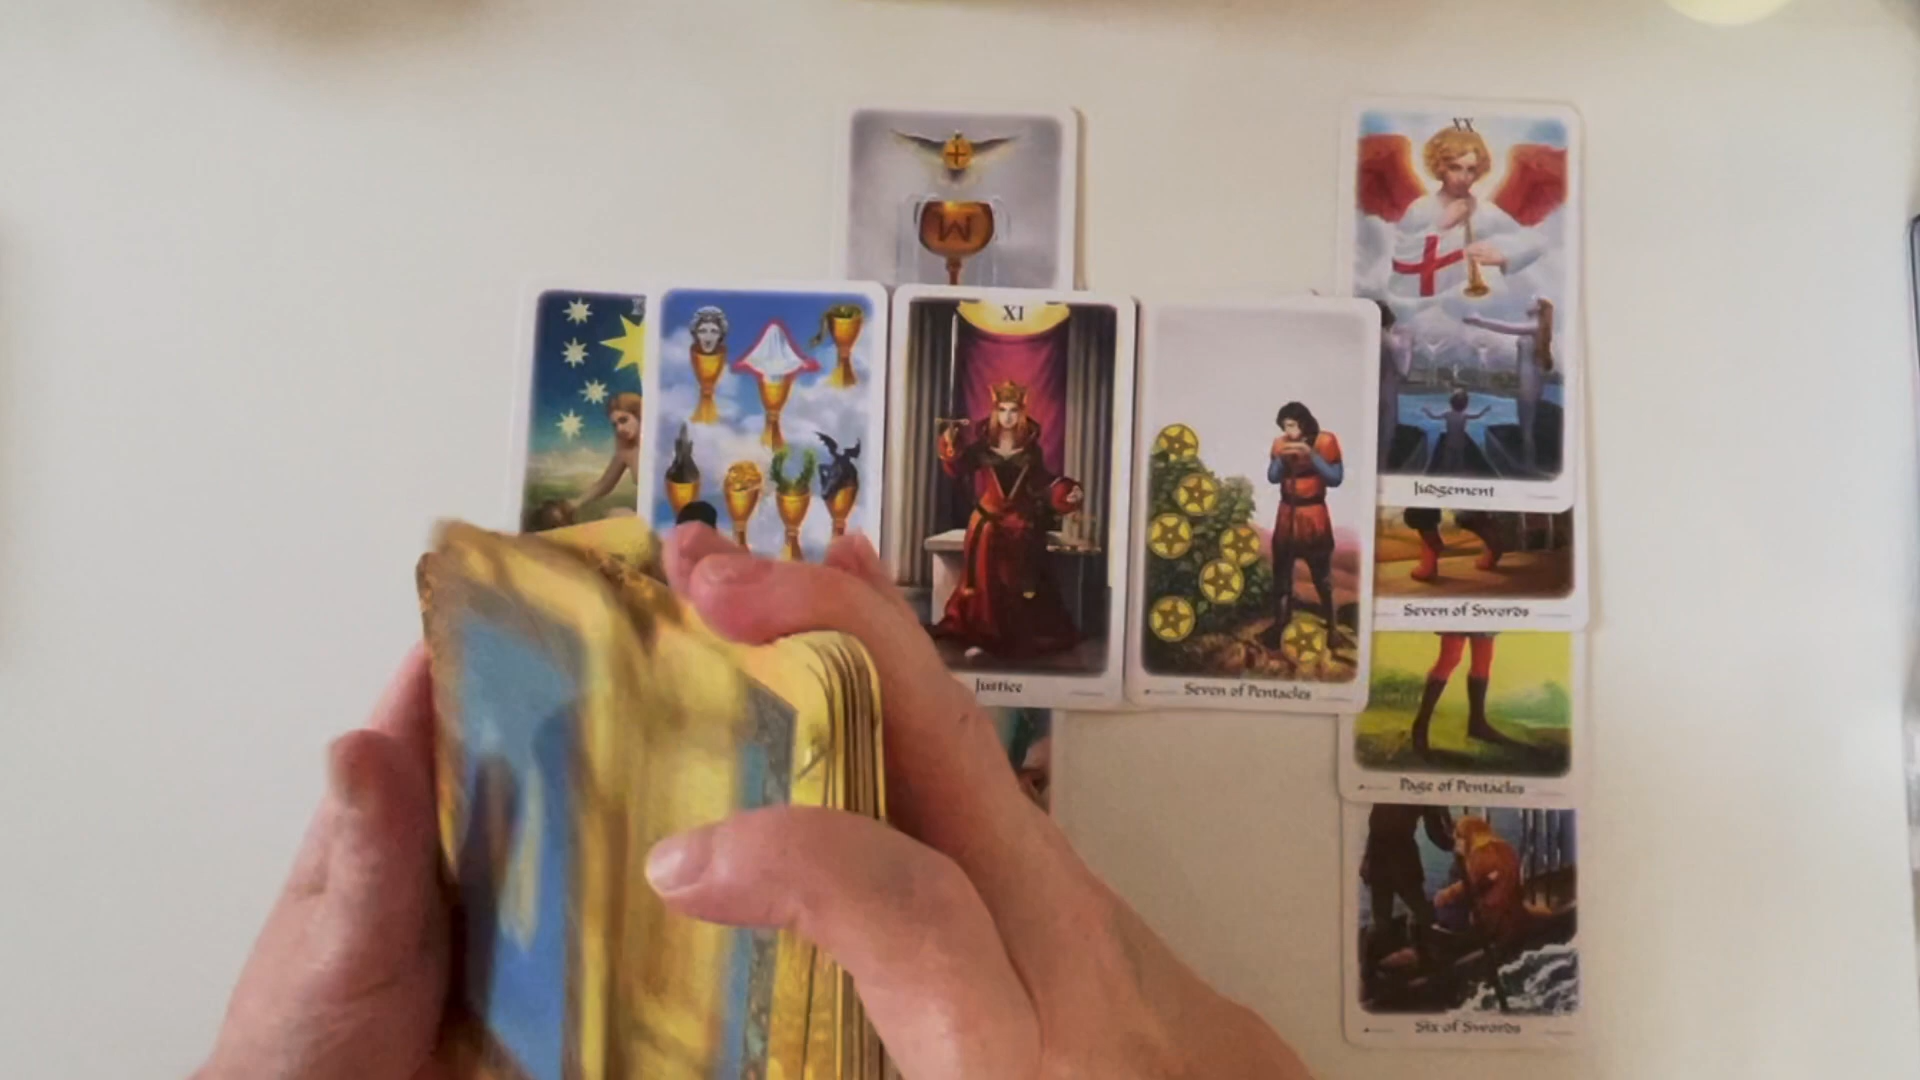 XX
XI
Judgement
Seven of Swords
Justice
Seven of Pentacles
Page of Pentacles
Six of Swords